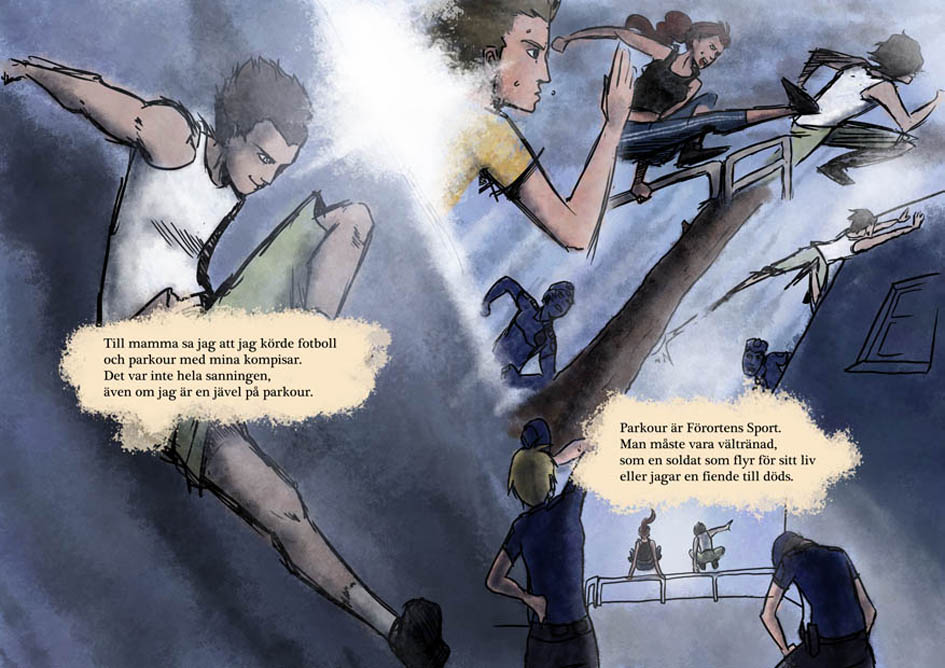 Till mamma sa jag att jag körde fotboll
och parkour med mina kompisar.
Det var inte hela sanningen,
även om jag är en jävel på parkour.
Parkour är Förortens Sport.
Man måste vara vältränad,
som en soldat som flyr för sitt liv
eller jagar en fiende till döds.